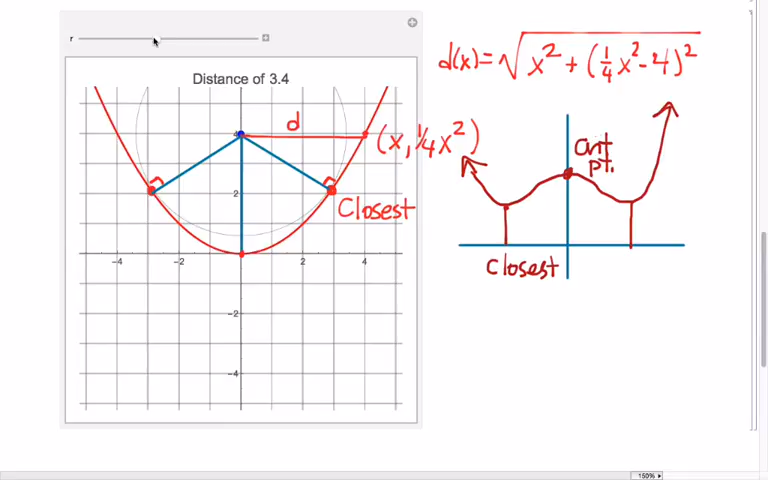 r
Distance of 3.4
d(x)=√x²+(¼x²-4)²
d
(x, ¼x²)
crit
pt.
Closest
closest
4
2
-4 -2 2 4
-2
-4
150%